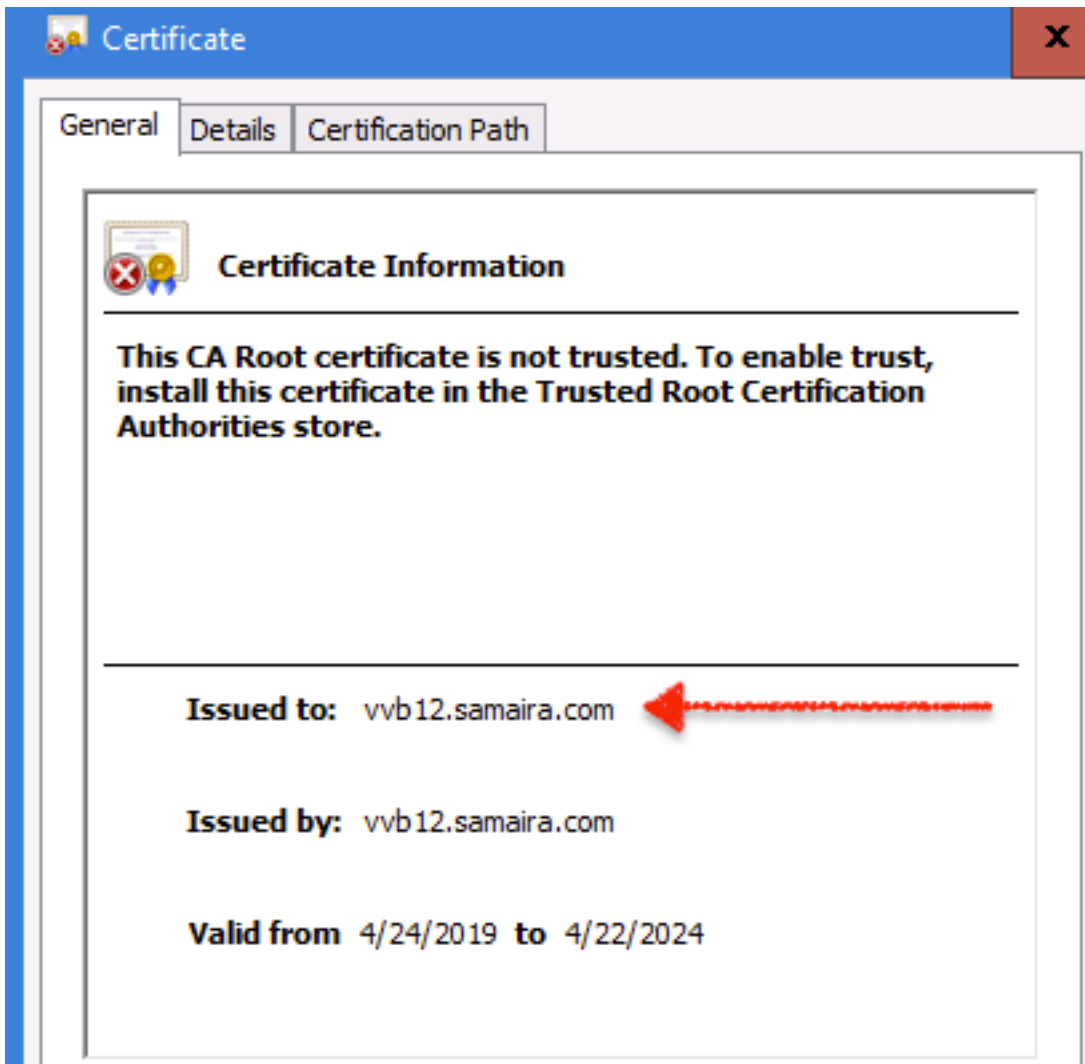 Certificate
x
General Details Certification Path
Certificate Information
This CA Root certificate is not trusted. To enable trust,
install this certificate in the Trusted Root Certification
Authorities store.
Issued to: vvb12.samaira.com
Issued by: vvb12.samaira.com
Valid from 4/24/2019 to 4/22/2024